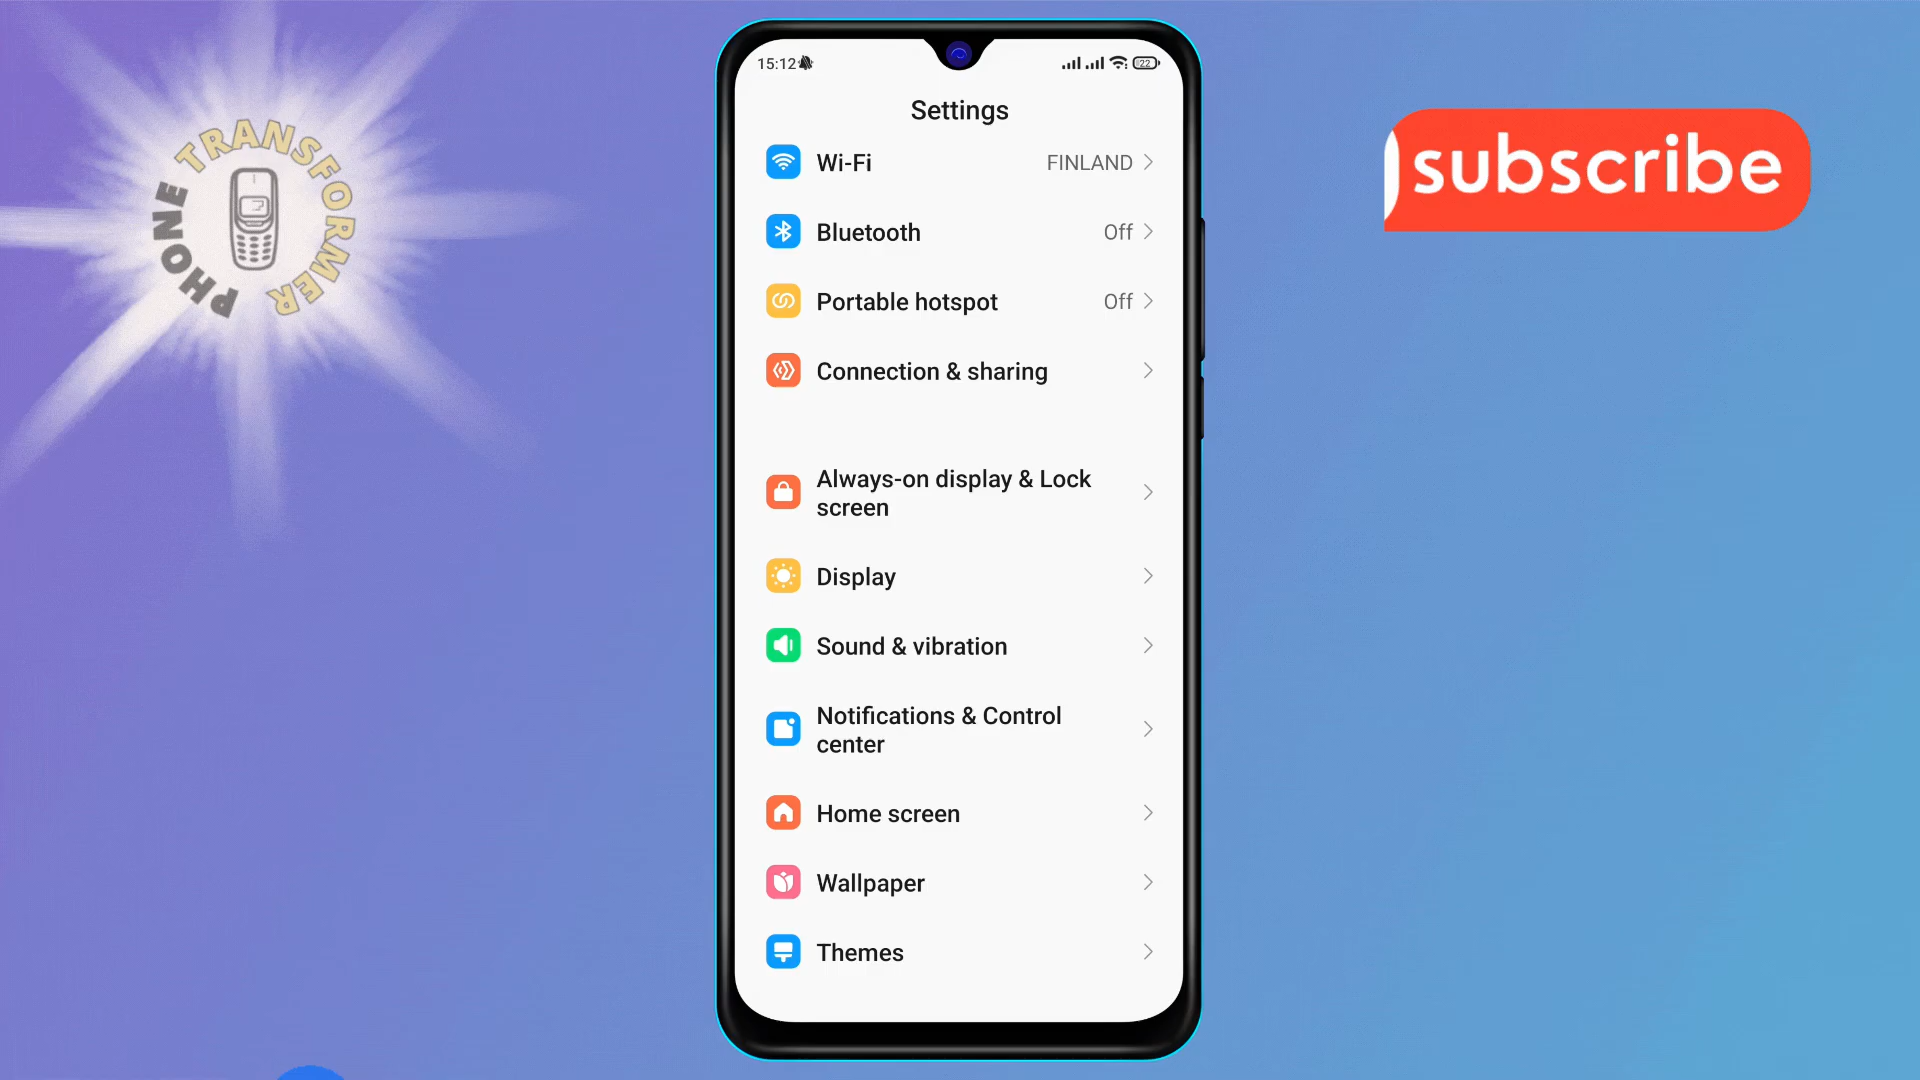 PHONE TRANSFORMER
15:12
22
Settings
Wi-Fi
FINLAND
Bluetooth
Off
Portable hotspot
Off
Connection & sharing
Always-on display & Lock
screen
Display
Sound & vibration
Notifications & Control
center
Home screen
Wallpaper
Themes
subscribe